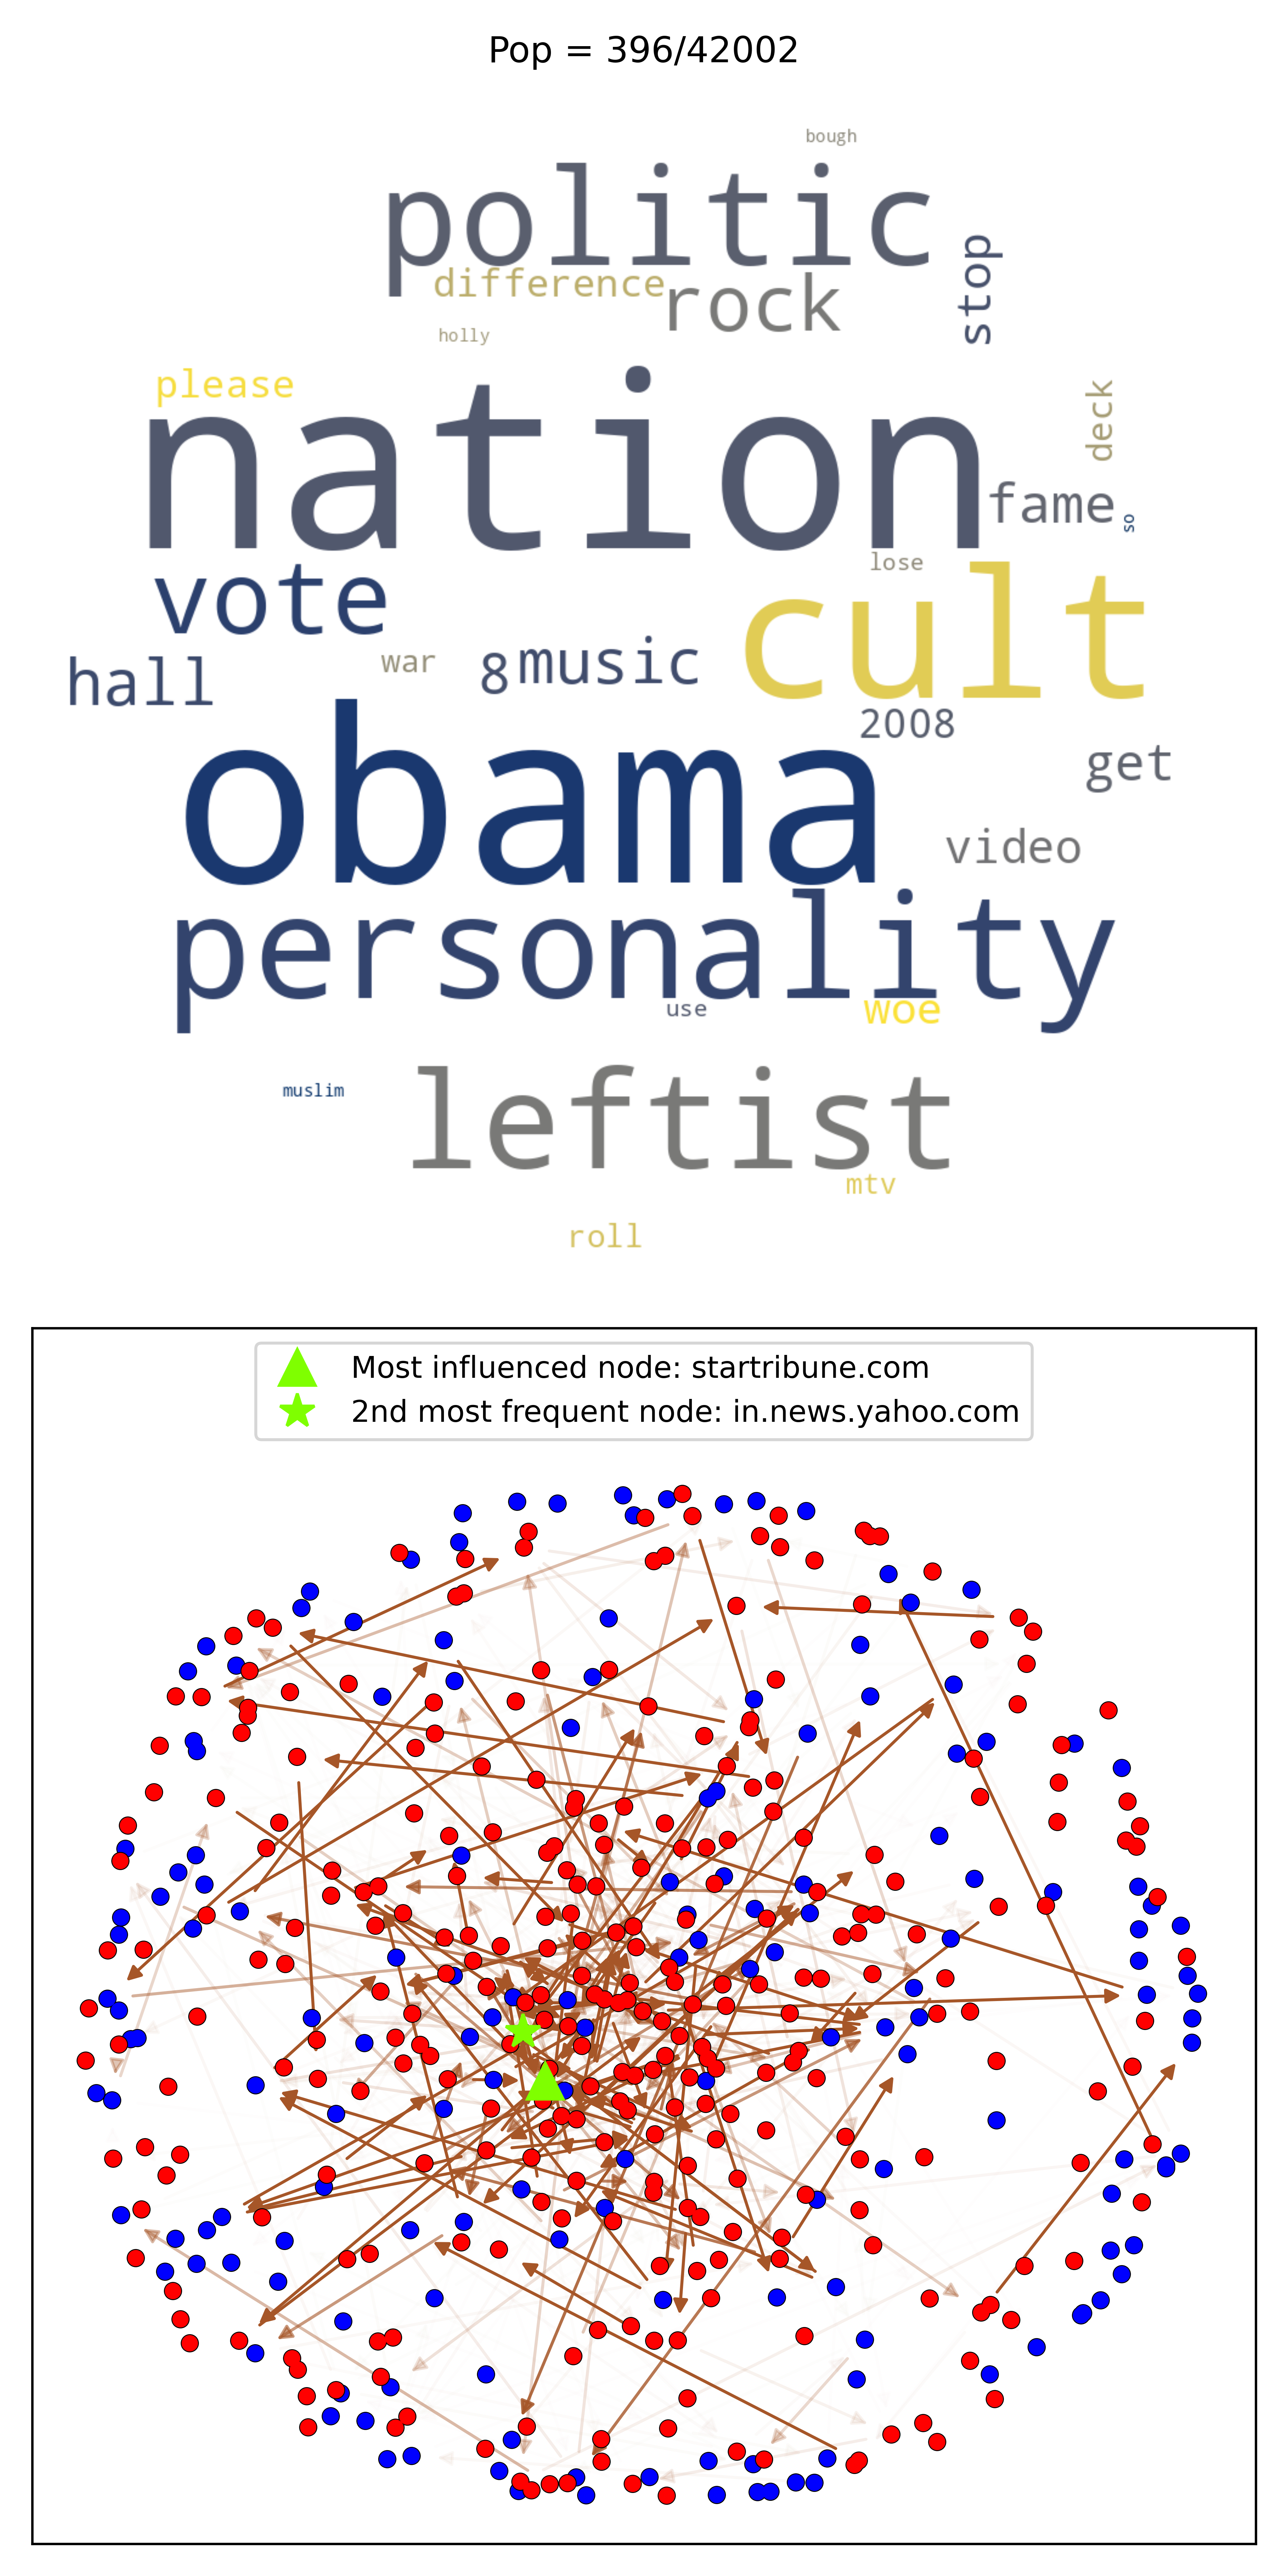 Pop = 396/42002
bough
politic
stop
difference
rock
holly
please
deck
nation
fame
so
lose
vote
cult
war
8
music
hall
2008
obama
get
video
personality
use
woe
muslim
leftist
mtv
roll
Most influenced node: startribune.com
2nd most frequent node: in.news.yahoo.com